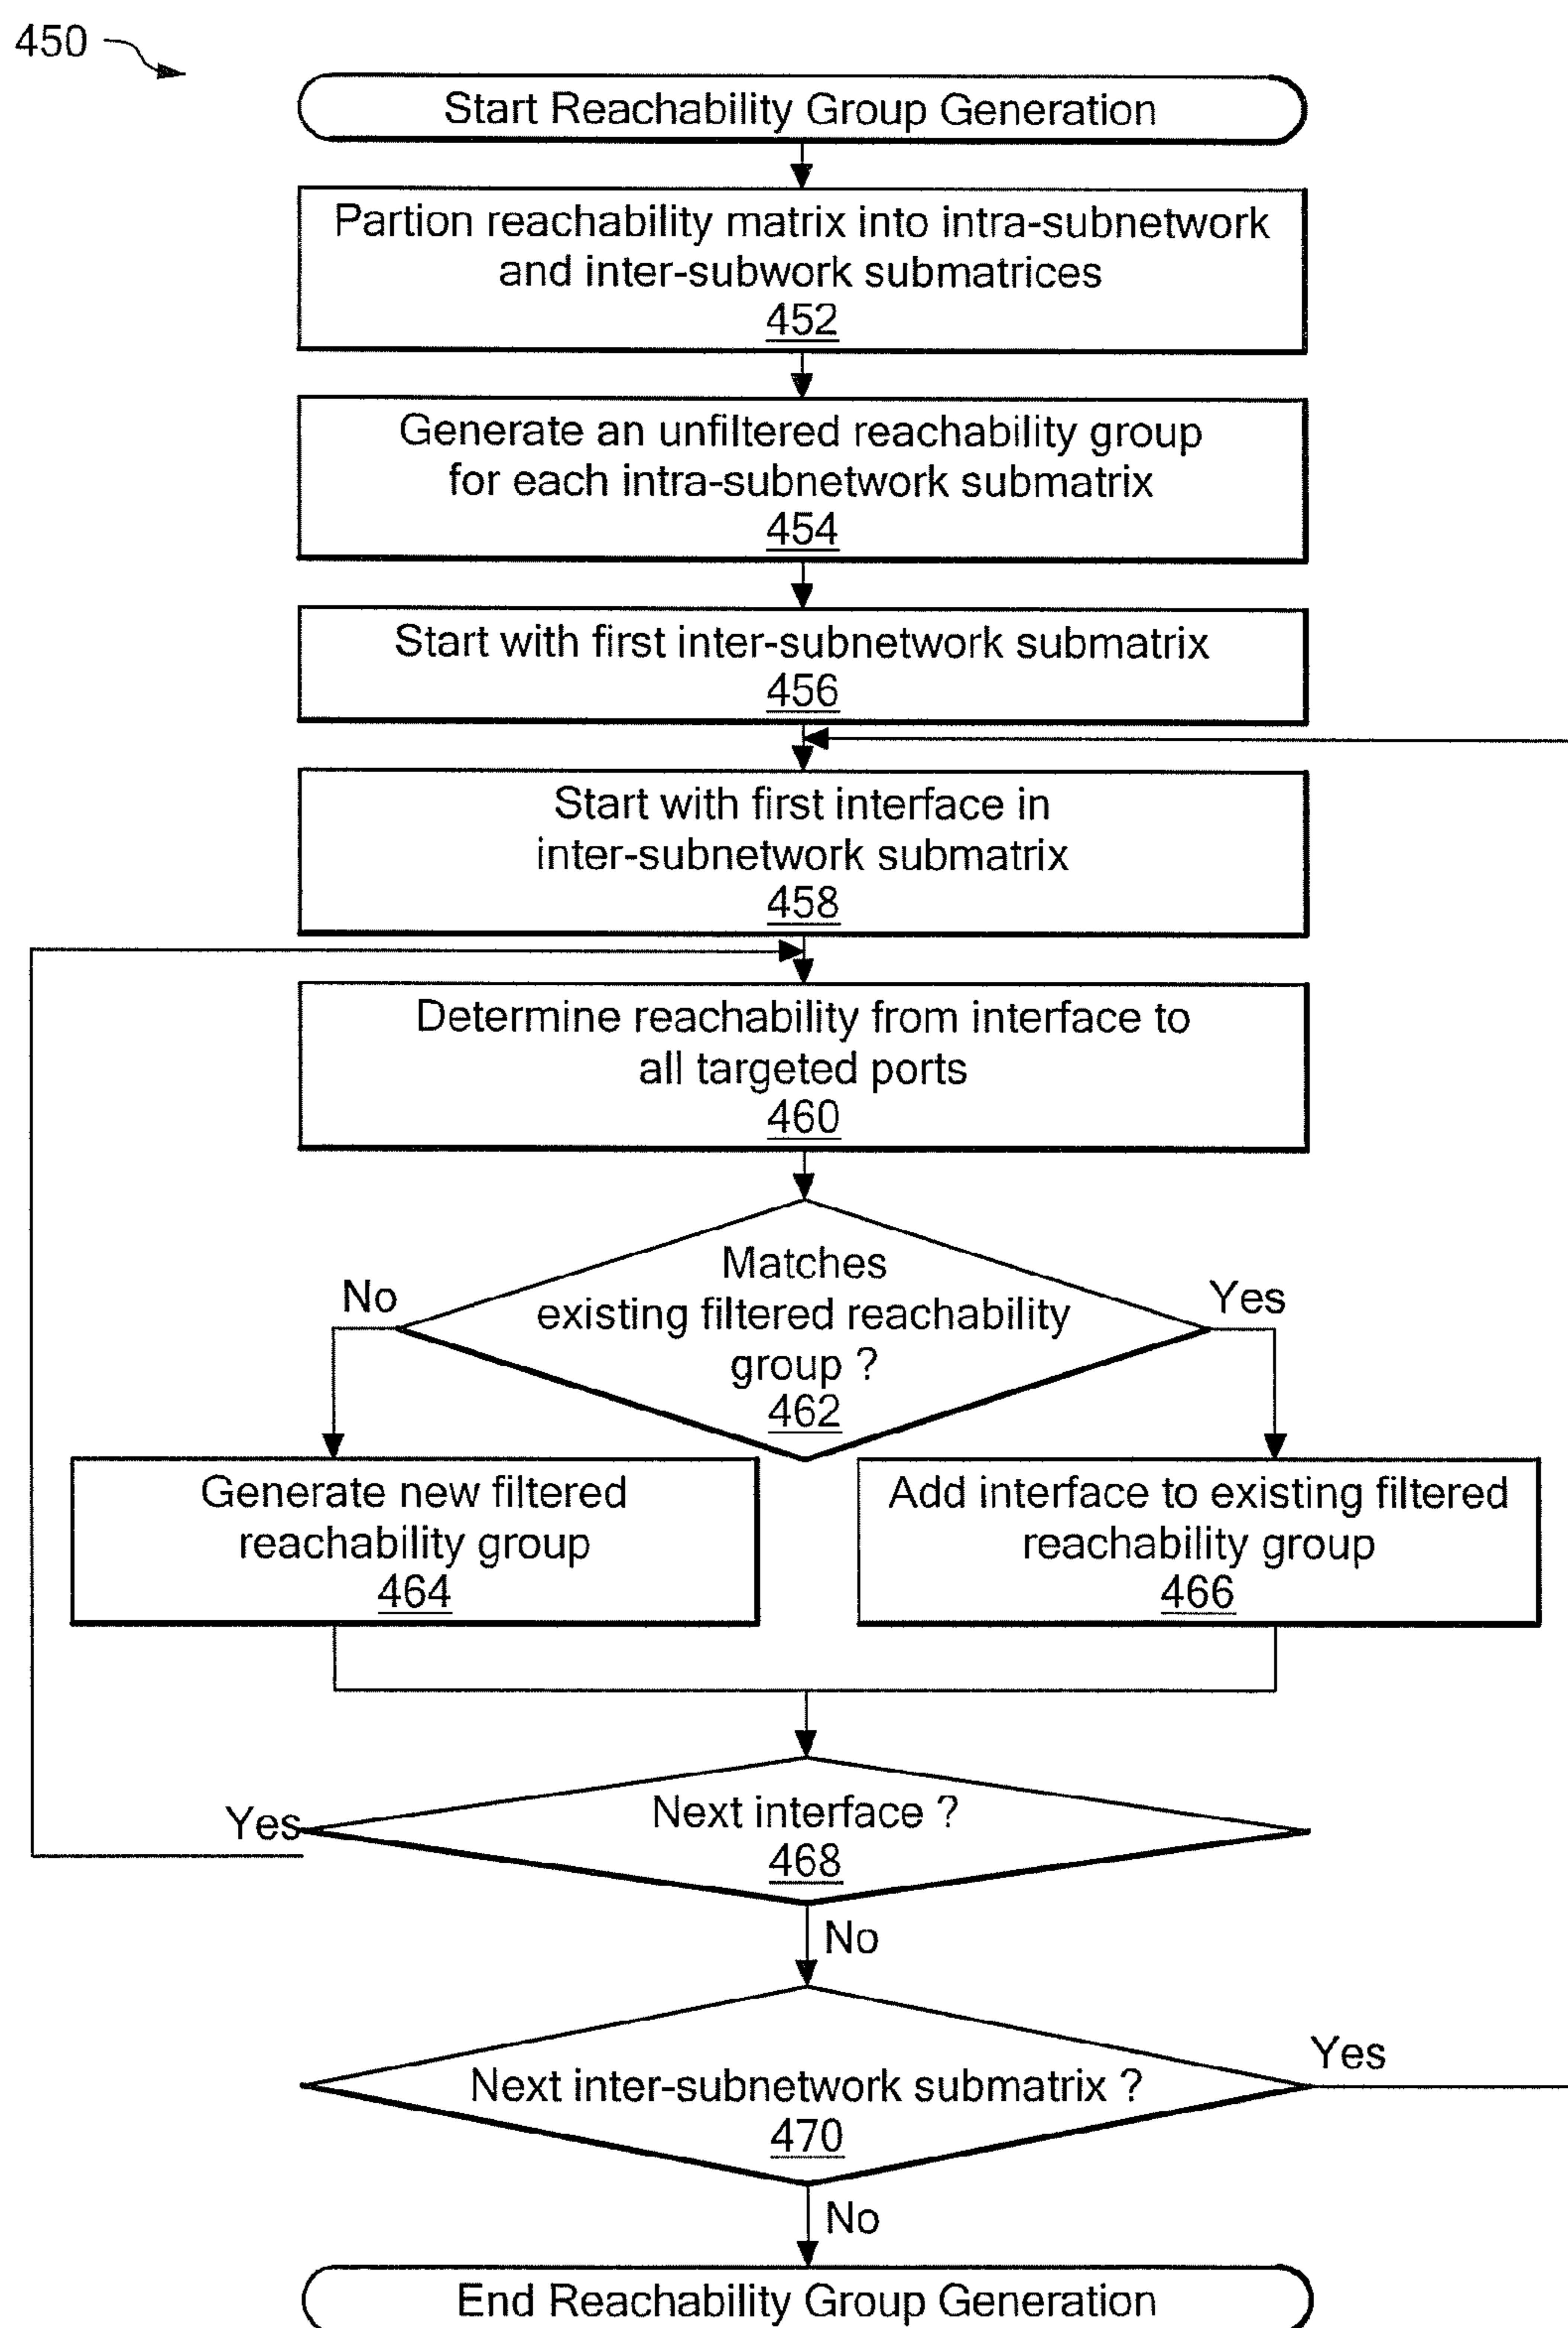 450
Start Reachability Group Generation
Partion reachability matrix into intra-subnetwork
and inter-subwork submatrices
452
Generate an unfiltered reachability group
for each intra-subnetwork submatrix
454
Start with first inter-subnetwork submatrix
456
Start with first interface in
inter-subnetwork submatrix
458
Determine reachability from interface to
all targeted ports
460
Matches
existing filtered reachability
group ?
462
No
Yes
Generate new filtered
reachability group
464
Add interface to existing filtered
reachability group
466
Next interface ?
468
Yes
No
Next inter-subnetwork submatrix ?
470
Yes
No
End Reachability Group Generation